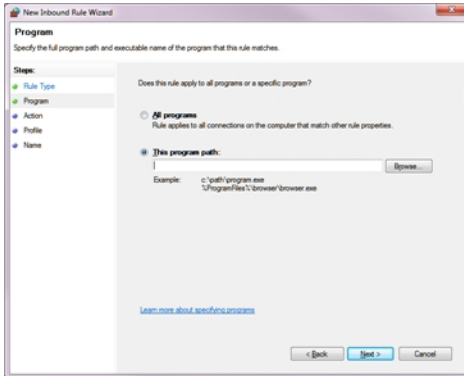 New Inbound Rule Wizard
Program
Specify the full program path and executable name of the program that this rule matches.
Steps:
Rule Type
Program
Action
Profile
Name
Does this rule apply to all programs or a specific program?
All programs
Rule applies to all connections on the computer that match other rule properties.
This program path:
Browse...
Example: c:\path\program.exe
%ProgramFiles%\browser\browser.exe
Learn more about specifying programs
< Back Next > Cancel